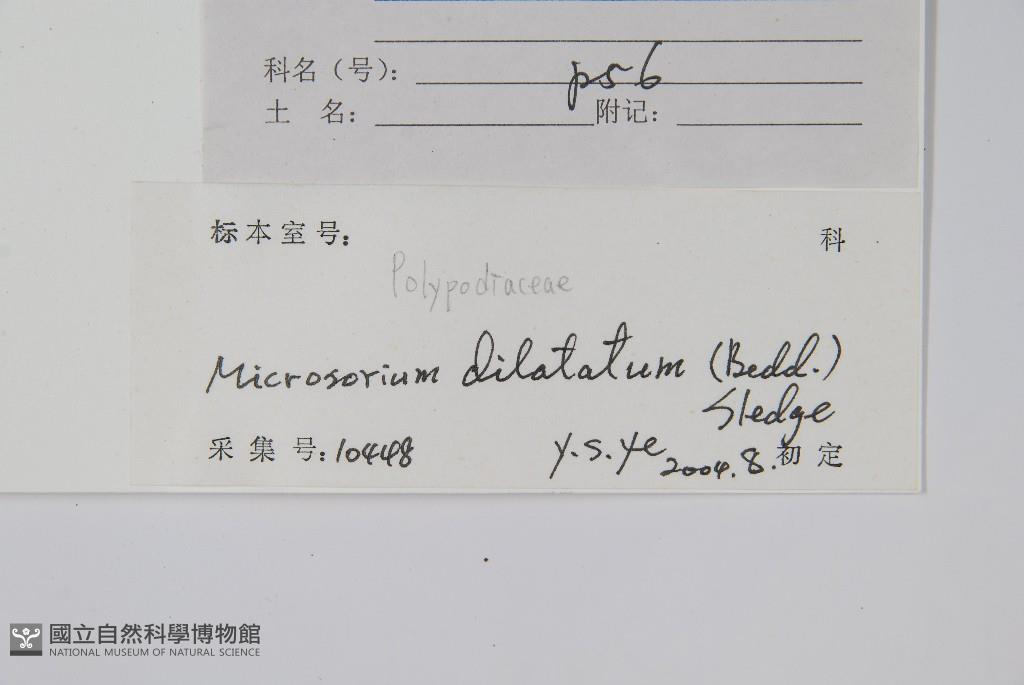 科名（号）： p56
土 名： 附记：
标本室号： 科
Polypodiaceae
Microsorium dilatatum (Bedd.)
Sledge
采集号：10448 Y.S.Ye 2004.8.初定
國立自然科學博物館
NATIONAL MUSEUM OF NATURAL SCIENCE